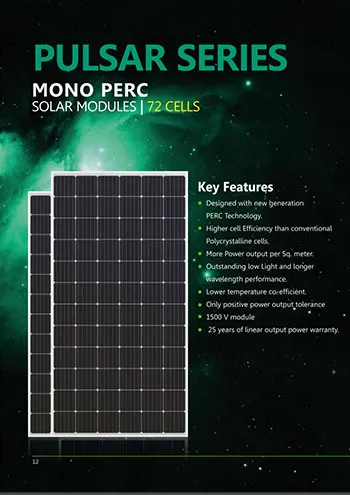 PULSAR SERIES
MONO PERC
SOLAR MODULES | 72 CELLS
Key Features
Designed with new generation
PERC Technology.
Higher cell Efficiency than conventional
Polycrystalline cells.
More Power output per Sq. meter.
Outstanding low Light and longer
wavelength performance.
Lower temperature co-efficient.
Only positive power output tolerance
1500 V module
25 years of linear output power warranty.
12